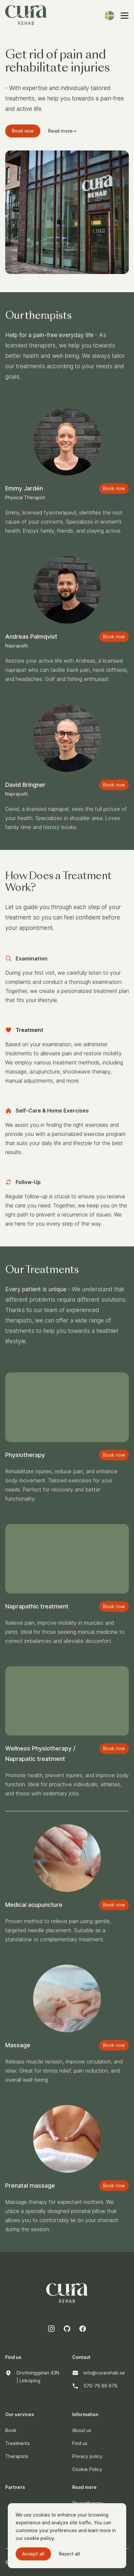 cura
REHAB
Get rid of pain and
rehabilitate injuries
- With expertise and individually tailored
treatments, we help you towards a pain-free
and active life.
Book now
Read more→
cura
REHAB
Our therapists
Help for a pain-free everyday life - As
licensed therapists, we help you towards
better health and well-being. We always tailor
our treatments according to your needs and
goals.
Emmy Jardén
Book now
Physical Therapist
Emmy, licensed fysioterapeut, identifies the root
cause of your concerns. Specializes in women's
health. Enjoys family, friends, and staying active.
Andreas Palmqvist
Book now
Naprapath
Restore your active life with Andreas, a licensed
naprapat who can tackle back pain, neck stiffness,
and headaches. Golf and fishing enthusiast.
David Bringner
Book now
Naprapath
David, a licensed naprapat, sees the full picture of
your health. Specializes in shoulder area. Loves
family time and history books.
How Does a Treatment
Work?
Let us guide you through each step of your
treatment so you can feel confident before
your appointment.
Examination
During your first visit, we carefully listen to your
complaints and conduct a thorough examination.
Together, we create a personalized treatment plan
that fits your lifestyle.
Treatment
Based on your examination, we administer
treatments to alleviate pain and restore mobility.
We employ various treatment methods, including
massage, acupuncture, shockwave therapy,
manual adjustments, and more.
Self-Care & Home Exercises
We assist you in finding the right exercises and
provide you with a personalized exercise program
that suits your daily life and lifestyle for the best
results.
Follow-Up
Regular follow-up is crucial to ensure you receive
the care you need. Together, we keep you on the
right path to prevent a recurrence of issues. We
are here for you every step of the way.
Our Treatments
Every patient is unique - We understand that
different problems require different solutions.
Thanks to our team of experienced
therapists, we can offer a wide range of
treatments to help you towards a healthier
lifestyle.
Physiotherapy
Book now
Rehabilitate injuries, reduce pain, and enhance
body movement. Tailored exercises for your
needs. Perfect for recovery and better
functionality.
Naprapathic treatment
Book now
Relieve pain, improve mobility in muscles and
joints. Ideal for those seeking manual medicine to
correct imbalances and alleviate discomfort.
Wellness Physiotherapy /
Naprapatic treatment
Book now
Promote health, prevent injuries, and improve body
function. Ideal for proactive individuals, athletes,
and those with sedentary jobs.
Medical acupuncture
Book now
Proven method to relieve pain using gentle,
targeted needle placement. Suitable as a
standalone or complementary treatment.
Massage
Book now
Release muscle tension, improve circulation, and
relax. Great for stress relief, pain reduction, and
overall well-being.
Prenatal massage
Book now
Massage therapy for expectant mothers. We
utilize a specially designed prenatal pillow that
allows you to comfortably lie on your stomach
during the session.
cura
REHAB
Find us
Contact
Drottninggatan 43N
| Linköping
info@curarehab.se
070-76 66 676
Our services
Information
Book
About us
Treatments
Find us
Therapists
Privacy policy
Cookie Policy
Partners
Read more
We use cookies to enhance your browsing
experience and analyze site traffic. You can
opt out to prevent cookies. Learn more in our
cookie policy.
Accept all
Reject all